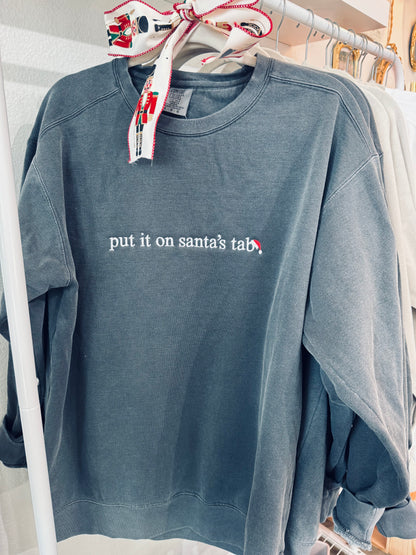 put it on santa's tab.